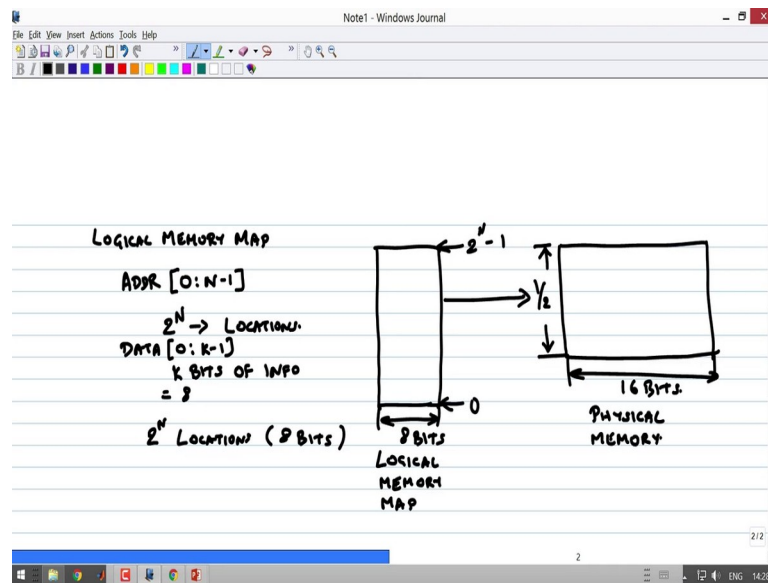 Note1 - Windows Journal
File Edit View Insert Actions Tools Help
B I
LOGICAL MEMORY MAP
ADDR [0: N-1]
2^N → LOCATIONS.
DATA [0: K-1]
K BITS OF INFO
= 8
2^N LOCATIONS (8 BITS)
2^N - 1
0
8 BITS
LOGICAL
MEMORY
MAP
1/2
16 BITS.
PHYSICAL
MEMORY
2/2
2
ENG 14:28